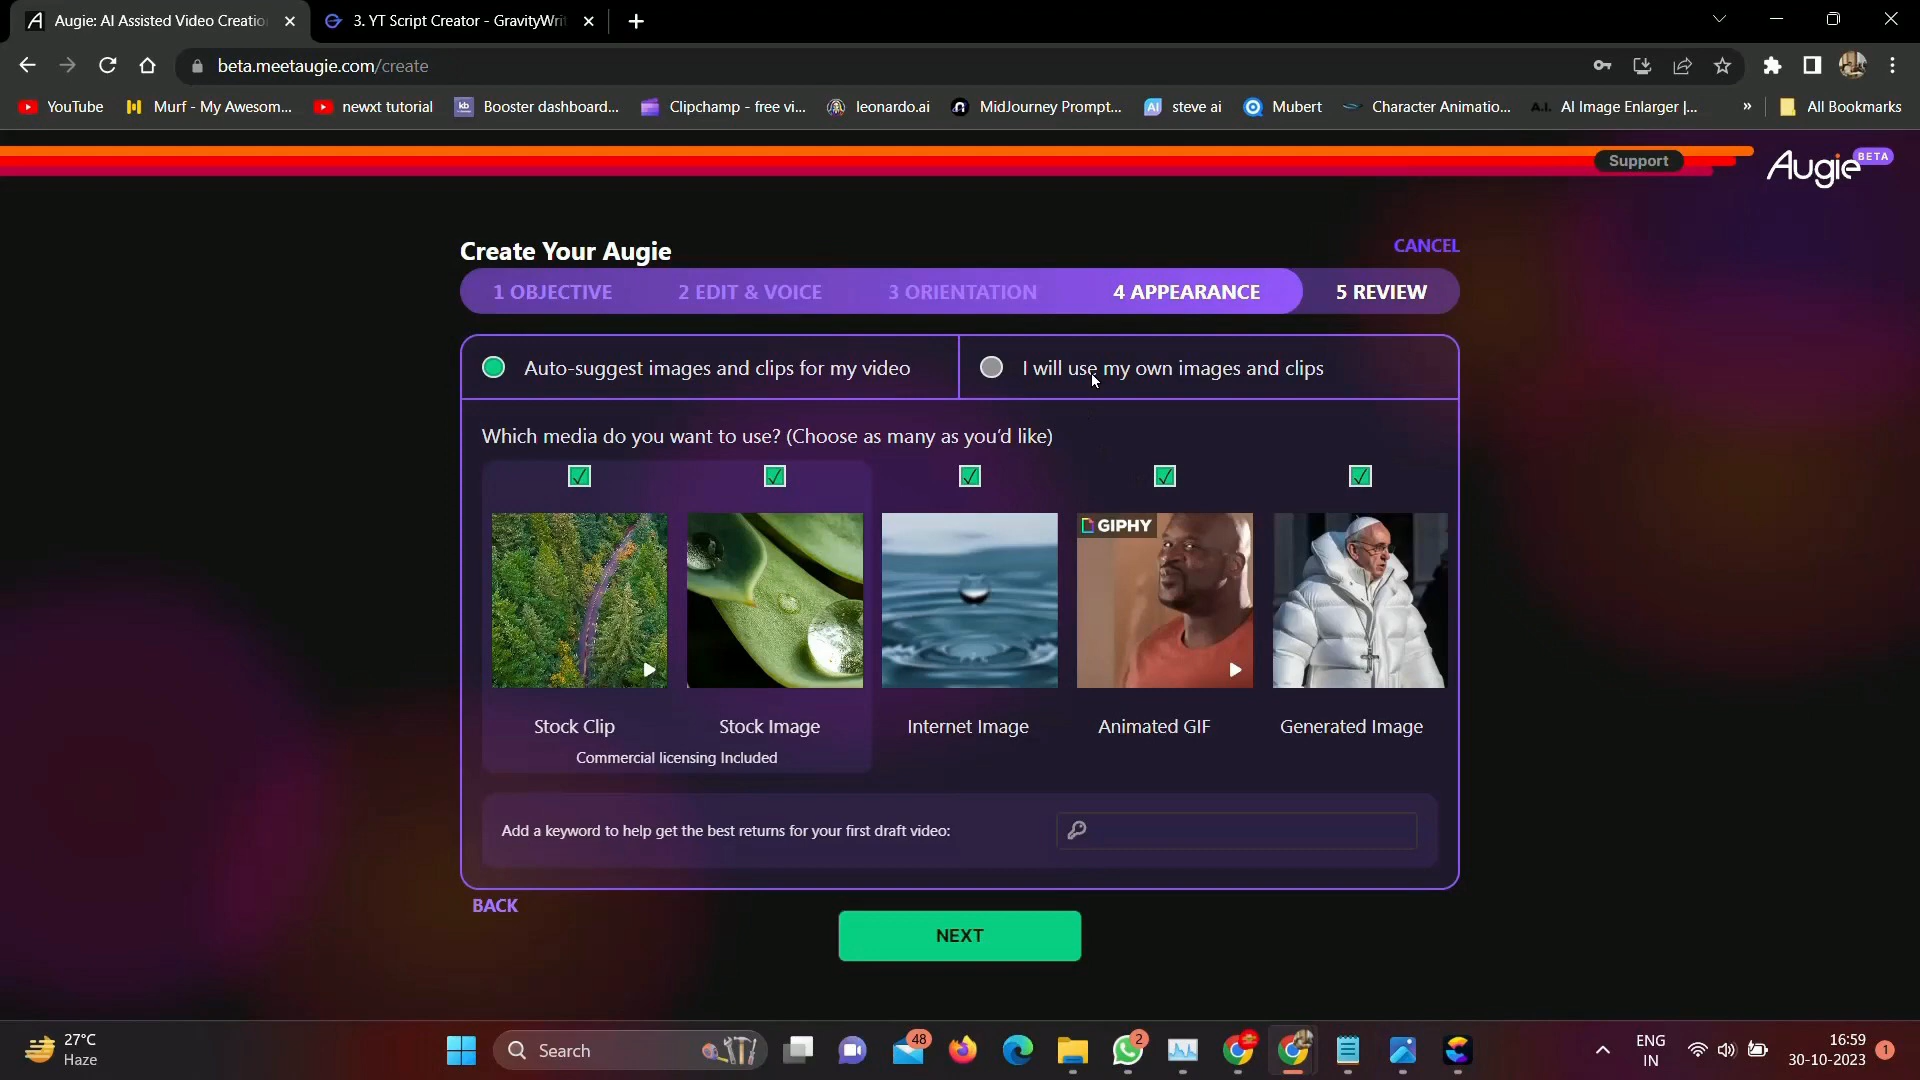 Augie: AI Assisted Video Creatio
3. YT Script Creator - GravityWrit
beta.meetaugie.com/create
YouTube
Murf - My Awesom...
newxt tutorial
kb
Booster dashboard...
Clipchamp - free vi...
leonardo.ai
MidJourney Prompt...
AI
steve ai
Mubert
Character Animatio...
A.I.
AI Image Enlarger |...
»
All Bookmarks
Support
Augie BETA
Create Your Augie
CANCEL
1 OBJECTIVE
2 EDIT & VOICE
3 ORIENTATION
4 APPEARANCE
5 REVIEW
Auto-suggest images and clips for my video
I will use my own images and clips
Which media do you want to use? (Choose as many as you'd like)
GIPHY
Stock Clip
Stock Image
Internet Image
Animated GIF
Generated Image
Commercial licensing Included
Add a keyword to help get the best returns for your first draft video:
BACK
NEXT
27°C
Haze
Search
48
2
ENG
IN
16:59
30-10-2023
1